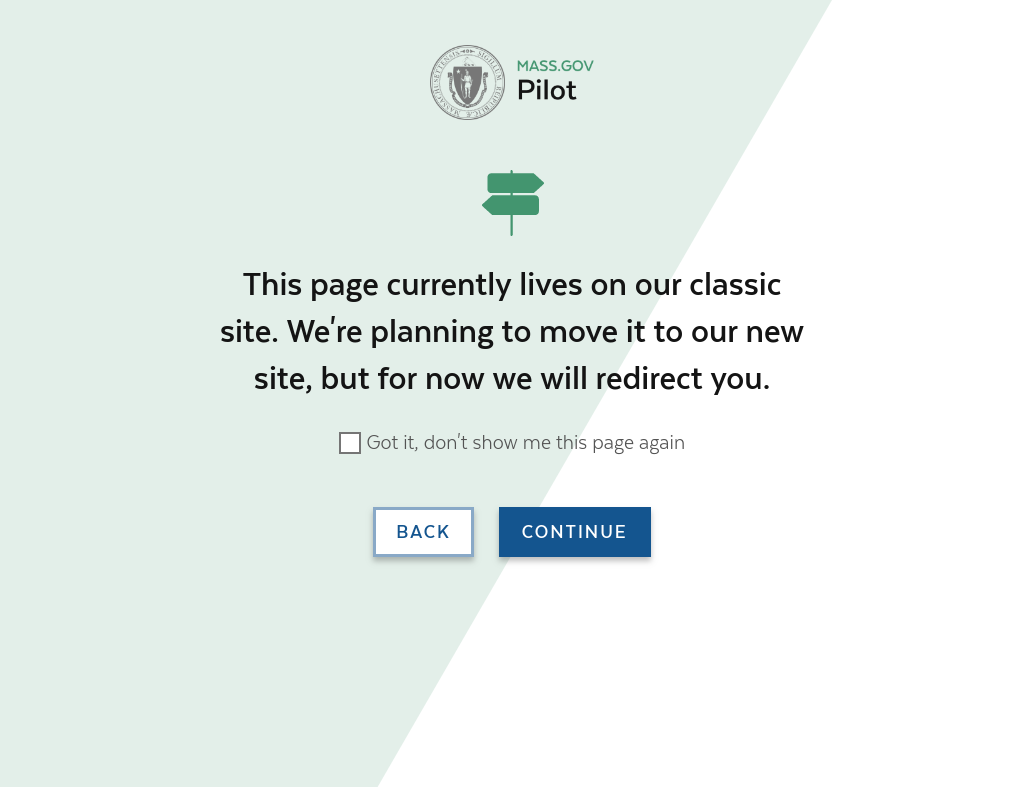 MASS.GOV
Pilot
This page currently lives on our classic
site. We're planning to move it to our new
site, but for now we will redirect you.
Got it, don't show me this page again
BACK
CONTINUE